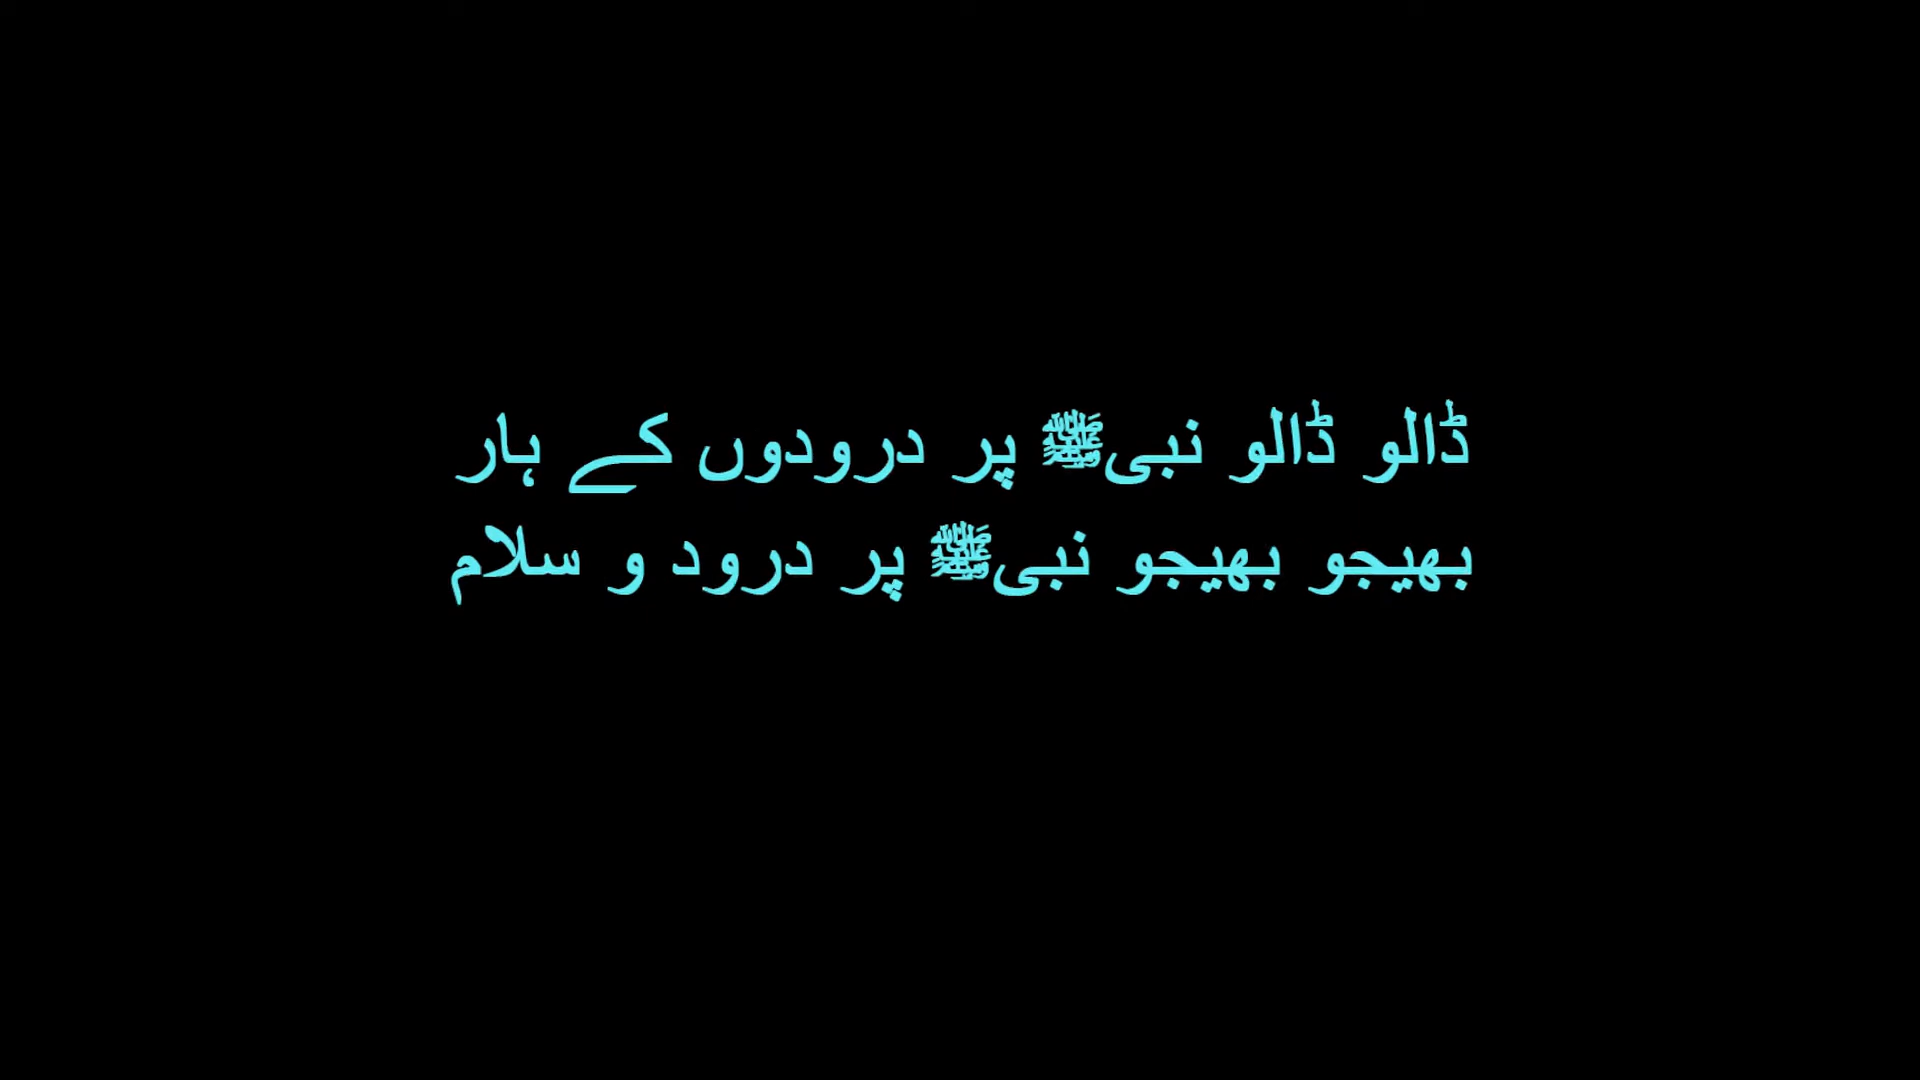 ڈالو ڈالو نبیﷺ پر درودوں کے ہار
بھیجو بھیجو نبیﷺ پر درود و سلام